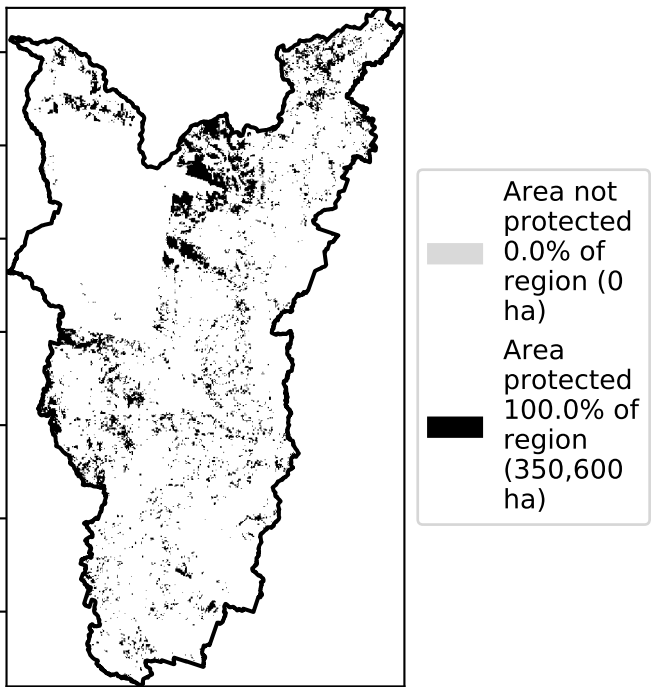 Area not
protected
0.0% of
region (0
ha)
Area
protected
100.0% of
region
(350,600
ha)